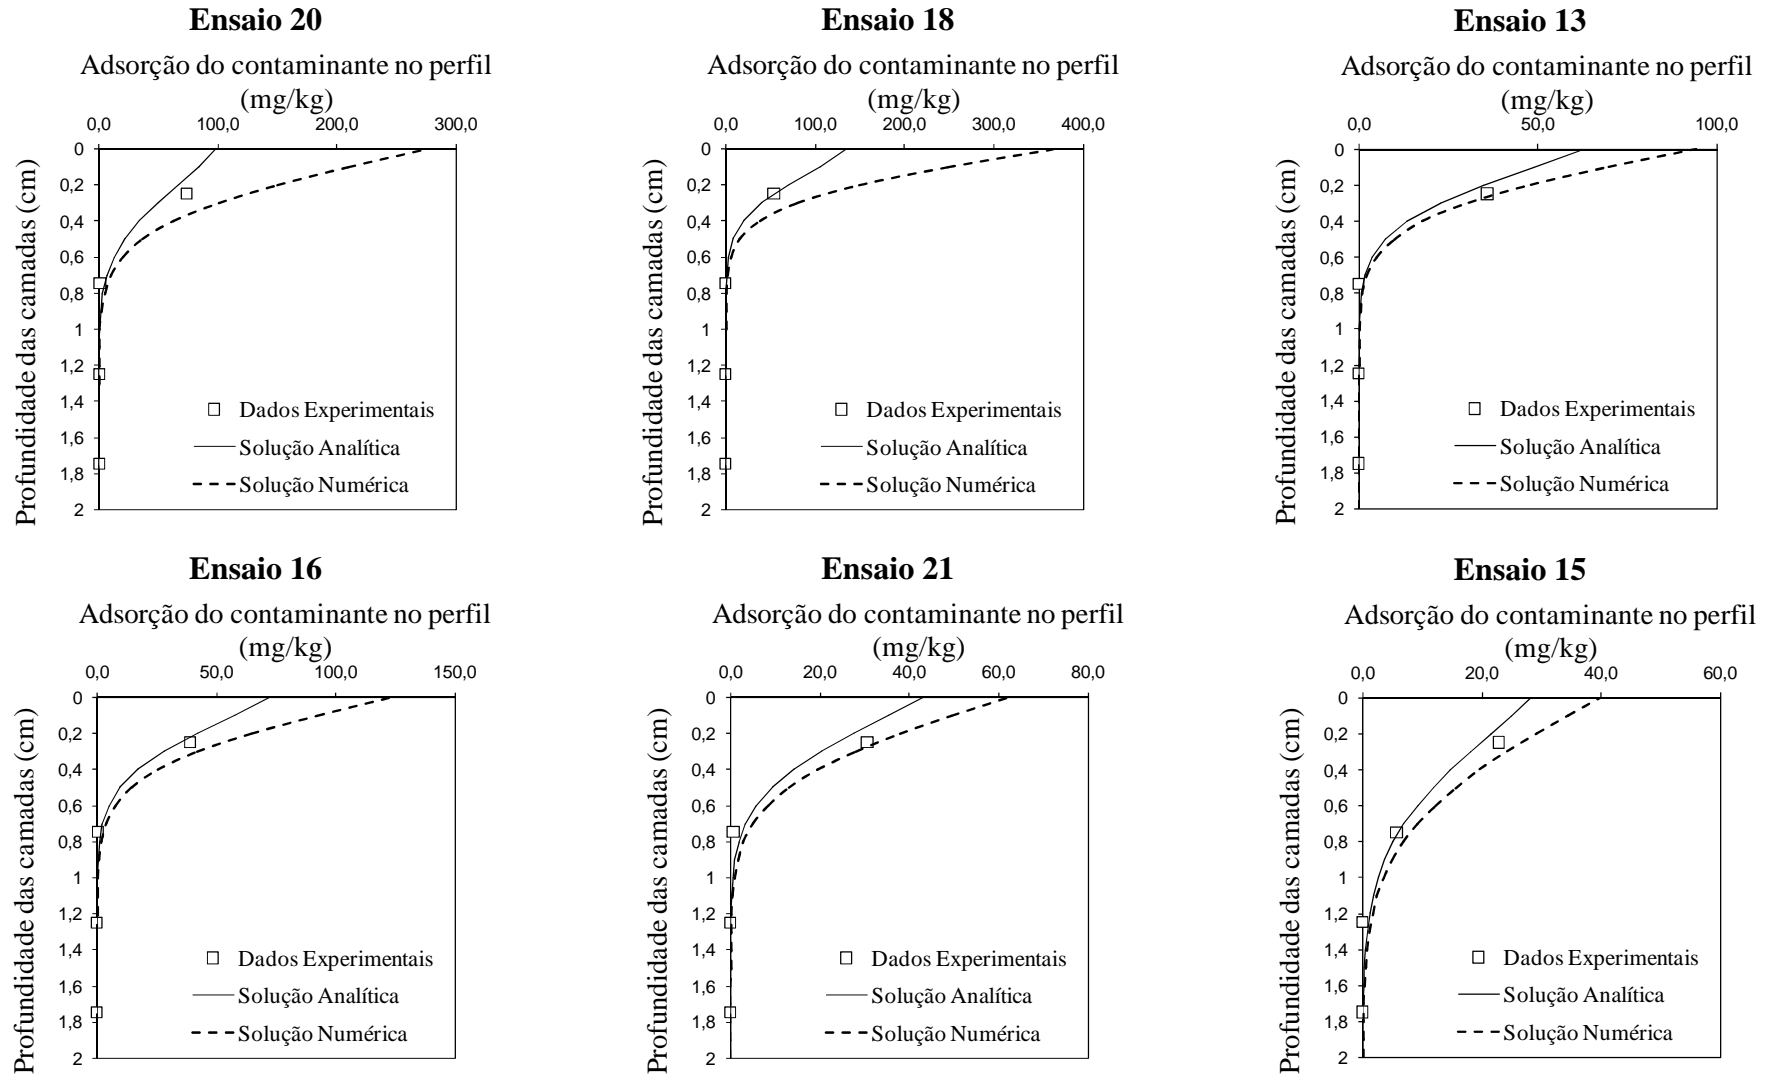 Ensaio 20
Adsorção do contaminante no perfil
(mg/kg)
0,0 100,0 200,0 300,0
0
0,2
0,4
0,6
0,8
1
1,2
1,4
1,6
1,8
2
Profundidade das camadas (cm)
Dados Experimentais
Solução Analítica
Solução Numérica
Ensaio 18
Adsorção do contaminante no perfil
(mg/kg)
0,0 100,0 200,0 300,0 400,0
0
0,2
0,4
0,6
0,8
1
1,2
1,4
1,6
1,8
2
Profundidade das camadas (cm)
Dados Experimentais
Solução Analítica
Solução Numérica
Ensaio 13
Adsorção do contaminante no perfil
(mg/kg)
0,0 50,0 100,0
0
0,2
0,4
0,6
0,8
1
1,2
1,4
1,6
1,8
2
Profundidade das camadas (cm)
Dados Experimentais
Solução Analítica
Solução Numérica
Ensaio 16
Adsorção do contaminante no perfil
(mg/kg)
0,0 50,0 100,0 150,0
0
0,2
0,4
0,6
0,8
1
1,2
1,4
1,6
1,8
2
Profundidade das camadas (cm)
Dados Experimentais
Solução Analítica
Solução Numérica
Ensaio 21
Adsorção do contaminante no perfil
(mg/kg)
0,0 20,0 40,0 60,0 80,0
0
0,2
0,4
0,6
0,8
1
1,2
1,4
1,6
1,8
2
Profundidade das camadas (cm)
Dados Experimentais
Solução Analítica
Solução Numérica
Ensaio 15
Adsorção do contaminante no perfil
(mg/kg)
0,0 20,0 40,0 60,0
0
0,2
0,4
0,6
0,8
1
1,2
1,4
1,6
1,8
2
Profundidade das camadas (cm)
Dados Experimentais
Solução Analítica
Solução Numérica